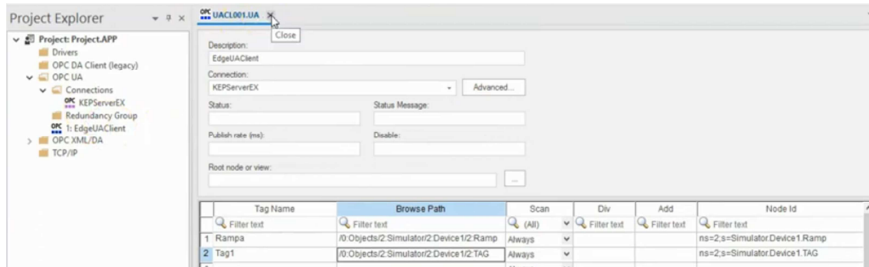 Project Explorer
UACL001.UA
Close
Project: Project.APP
Drivers
OPC DA Client (legacy)
OPC UA
Connections
OPC KEPServerEX
Redundancy Group
OPC 1: EdgeUAClient
OPC XML/DA
TCP/IP
Description:
EdgeUAClient
Connection:
KEPServerEX Advanced...
Status: Status Message:
Publish rate (ms): Disable:
Root node or view:
...
Tag Name Browse Path Scan Div Add Node Id
Filter text Filter text (All) Filter text Filter text Filter text
1 Rampa /0:Objects/2:Simulator/2:Device1/2:Ramp Always ns=2;s=Simulator.Device1.Ramp
2 Tag1 /0:Objects/2:Simulator/2:Device1/2:TAG Always ns=2;s=Simulator.Device1.TAG